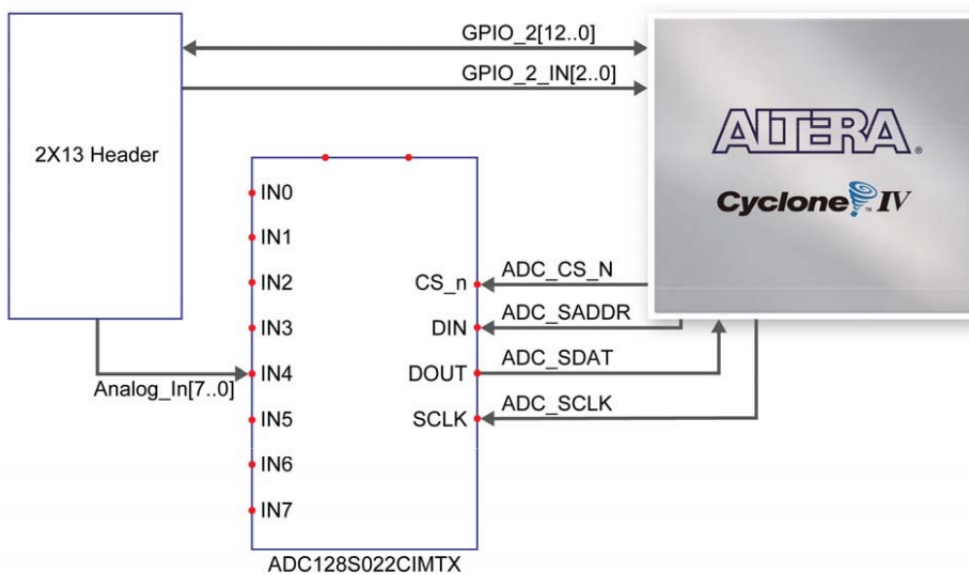 GPIO_2[12..0]
GPIO_2_IN[2..0]
2X13 Header
ALTERA®
Cyclone™ IV
IN0
IN1
IN2
IN3
IN4
IN5
IN6
IN7
Analog_In[7..0]
CS_n
DIN
DOUT
SCLK
ADC_CS_N
ADC_SADDR
ADC_SDAT
ADC_SCLK
ADC128S022CIMTX